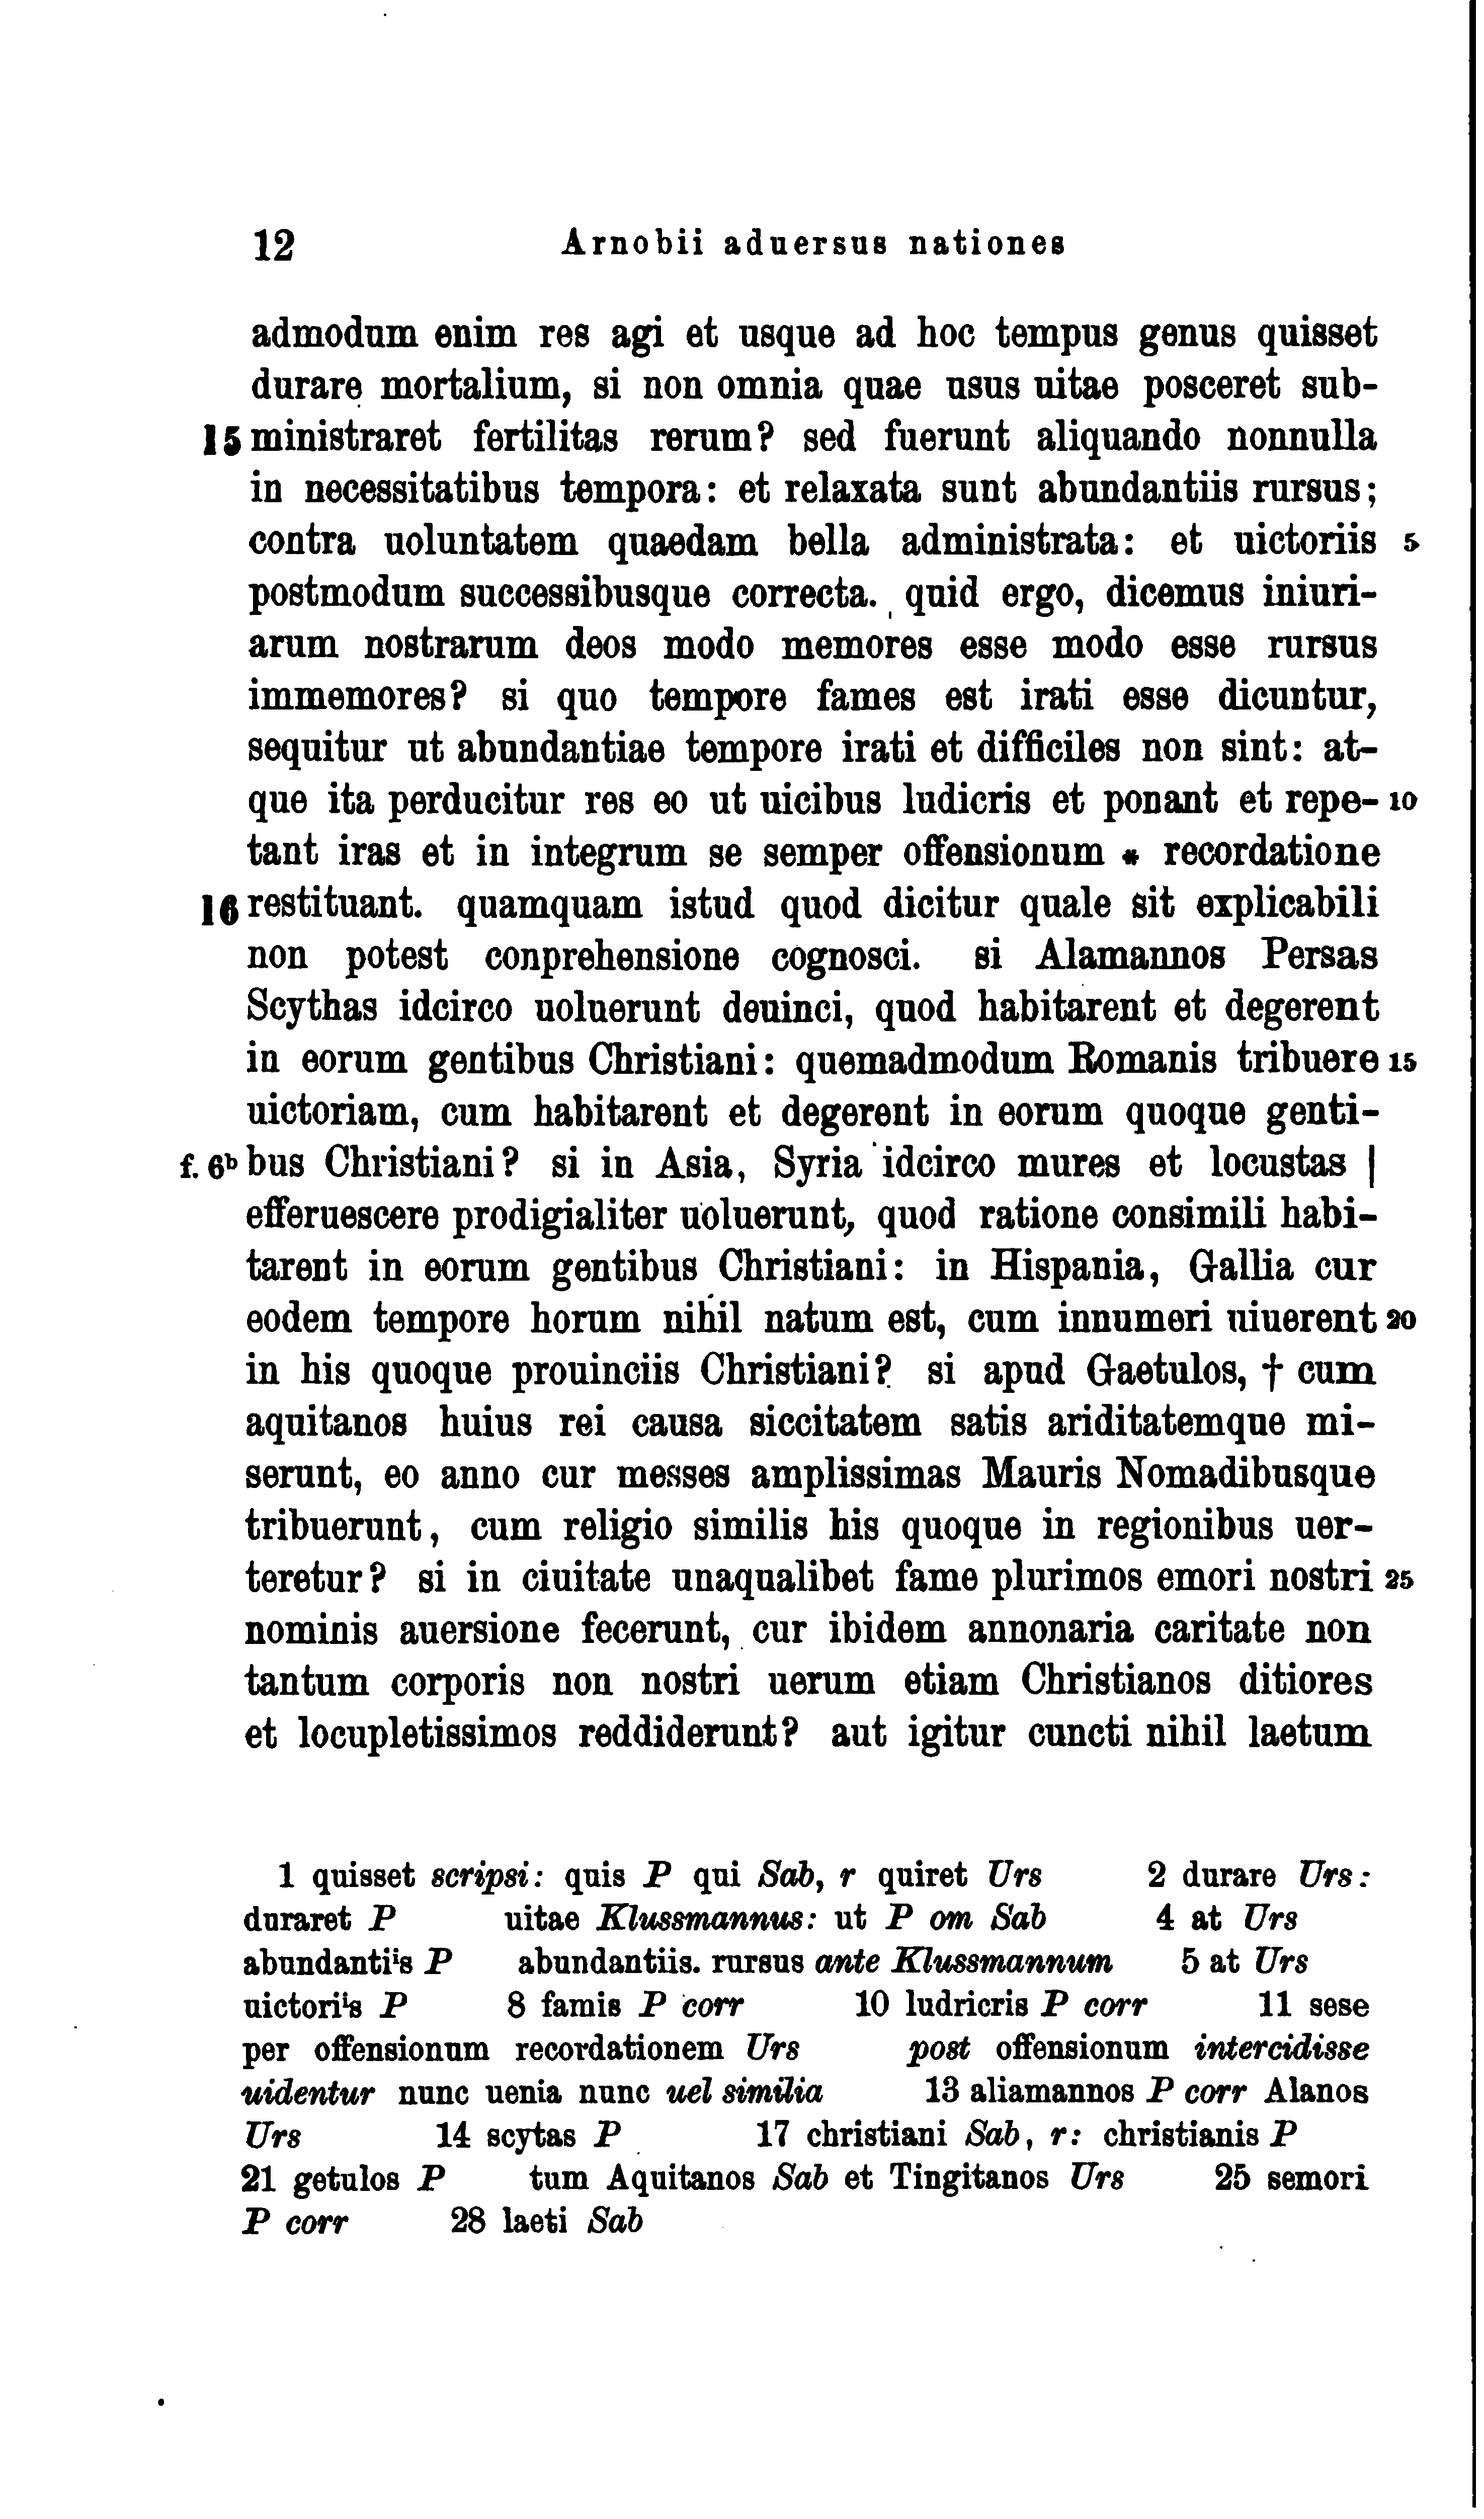 12 Arnobii aduersus nationes
admodum enim res agi et usque ad hoc tempus genus quisset
durare mortalium, si non omnia quae usus uitae posceret sub-
15 ministraret fertilitas rerum? sed fuerunt aliquando nonnulla
in necessitatibus tempora: et relaxata sunt abundantiis rursus;
contra uoluntatem quaedam bella administrata: et uictoriis 5
postmodum successibusque correcta. quid ergo, dicemus iniuri-
arum nostrarum deos modo memores esse modo esse rursus
immemores? si quo tempore fames est irati esse dicuntur,
sequitur ut abundantiae tempore irati et difficiles non sint: at-
que ita perducitur res eo ut uicibus ludicris et ponant et repe- 10
tant iras et in integrum se semper offensionum * recordatione
16 restituant. quamquam istud quod dicitur quale sit explicabili
non potest conprehensione cognosci. si Alamannos Persas
Scythas idcirco uoluerunt deuinci, quod habitarent et degerent
in eorum gentibus Christiani: quemadmodum Romanis tribuere 15
uictoriam, cum habitarent et degerent in eorum quoque genti-
f. 6ᵇ bus Christiani? si in Asia, Syria idcirco mures et locustas |
efferuescere prodigialiter uoluerunt, quod ratione consimili habi-
tarent in eorum gentibus Christiani: in Hispania, Gallia cur
eodem tempore horum nihil natum est, cum innumeri uiuerent 20
in his quoque prouinciis Christiani? si apud Gaetulos, † cum
aquitanos huius rei causa siccitatem satis ariditatemque mi-
serunt, eo anno cur messes amplissimas Mauris Nomadibusque
tribuerunt, cum religio similis his quoque in regionibus uer-
teretur? si in ciuitate unaqualibet fame plurimos emori nostri 25
nominis auersione fecerunt, cur ibidem annonaria caritate non
tantum corporis non nostri uerum etiam Christianos ditiores
et locupletissimos reddiderunt? aut igitur cuncti nihil laetum
1 quisset scripsi: quis P qui Sab, r quiret Urs 2 durare Urs:
duraret P uitae Klussmannus: ut P om Sab 4 at Urs
abundantiⁱs P abundantiis. rursus ante Klussmannum 5 at Urs
uictoriⁱs P 8 famis P corr 10 ludricris P corr 11 sese
per offensionum recordationem Urs post offensionum intercidisse
uidentur nunc uenia nunc uel similia 13 aliamannos P corr Alanos
Urs 14 scytas P 17 christiani Sab, r: christianis P
21 getulos P tum Aquitanos Sab et Tingitanos Urs 25 semori
P corr 28 laeti Sab